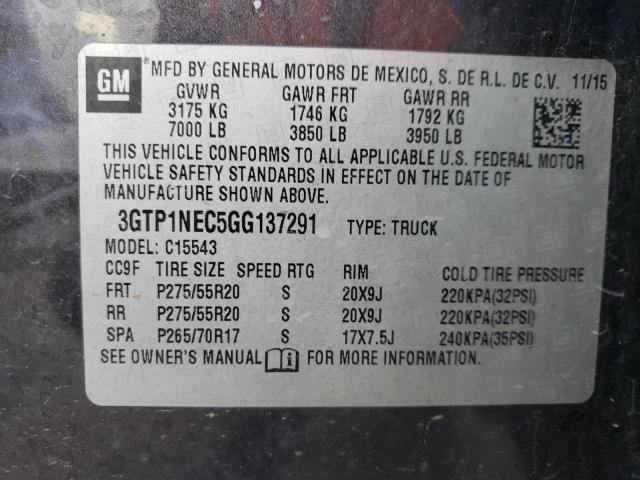 GM MFD BY GENERAL MOTORS DE MEXICO, S. DE R.L. DE C.V. 11/15
GVWR GAWR FRT GAWR RR
3175 KG 1746 KG 1792 KG
7000 LB 3850 LB 3950 LB
THIS VEHICLE CONFORMS TO ALL APPLICABLE U.S. FEDERAL MOTOR
VEHICLE SAFETY STANDARDS IN EFFECT ON THE DATE OF
MANUFACTURE SHOWN ABOVE.
3GTP1NEC5GG137291 TYPE: TRUCK
MODEL: C15543
CC9F TIRE SIZE SPEED RTG RIM COLD TIRE PRESSURE
FRT P275/55R20 S 20X9J 220KPA(32PSI)
RR P275/55R20 S 20X9J 220KPA(32PSI)
SPA P265/70R17 S 17X7.5J 240KPA(35PSI)
SEE OWNER'S MANUAL FOR MORE INFORMATION.